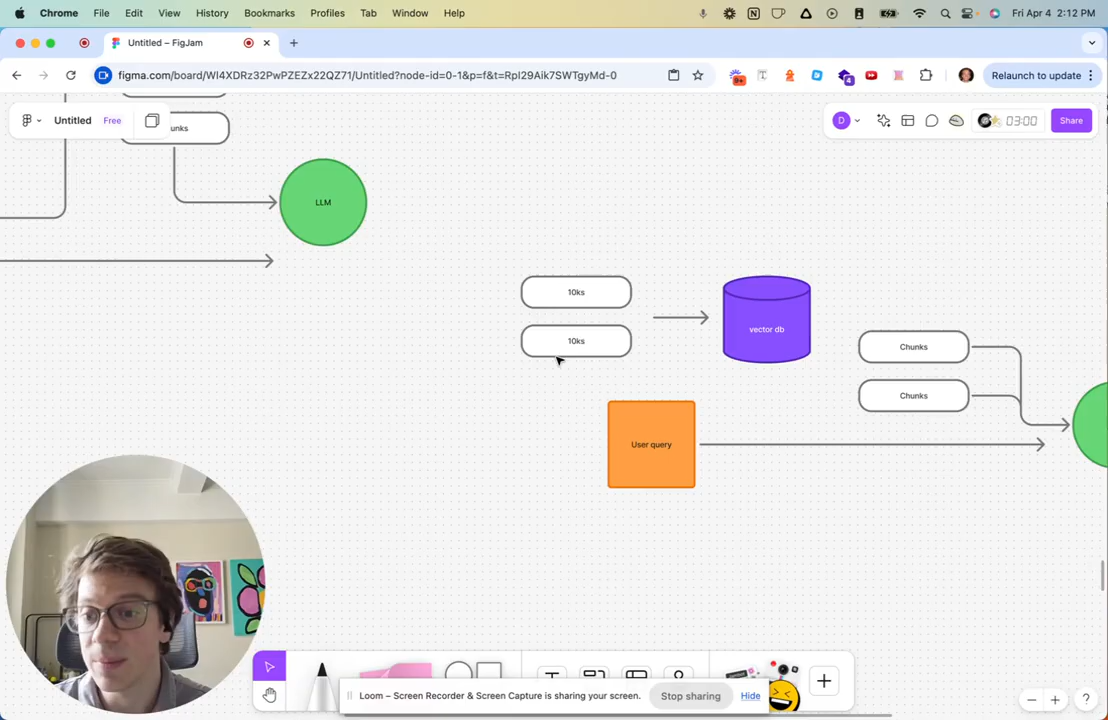 Chrome File Edit View History Bookmarks Profiles Tab Window Help Fri Apr 4 2:12 PM
Untitled – FigJam
figma.com/board/WI4XDRz32PwPZEZx22QZ71/Untitled?node-id=0-1&p=f&t=RpI29Aik7SWTgyMd-0
Relaunch to update
Untitled Free
unks
D
03:00
Share
LLM
10ks
10ks
vector db
Chunks
Chunks
User query
Loom – Screen Recorder & Screen Capture is sharing your screen. Stop sharing Hide